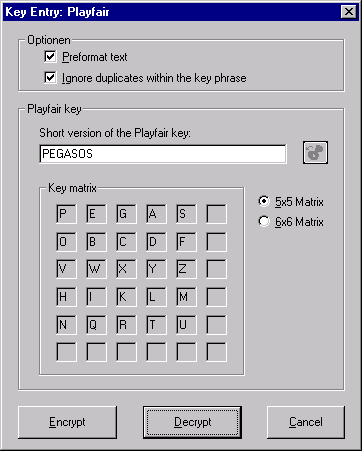 Key Entry: Playfair
Optionen
Preformat text
Ignore duplicates within the key phrase
Playfair key
Short version of the Playfair key:
PEGASOS
Key matrix
P E G A S
O B C D F
V W X Y Z
H I K L M
N Q R T U
5x5 Matrix
6x6 Matrix
Encrypt
Decrypt
Cancel